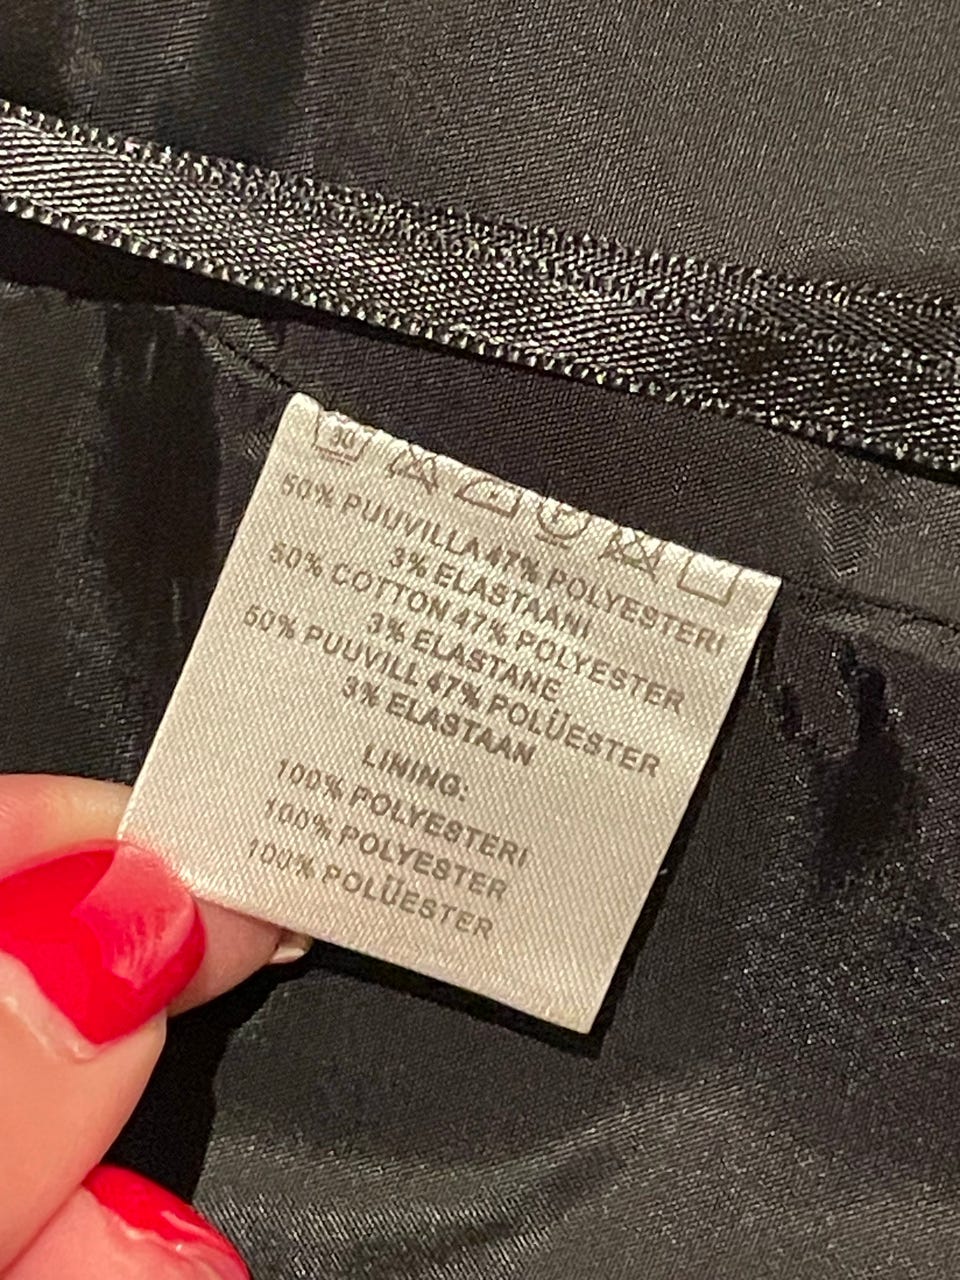 30
50% PUUVILLA 47% POLYESTERI
3% ELASTAANI
50% COTTON 47% POLYESTER
3% ELASTANE
50% PUUVILL 47% POLÜESTER
3% ELASTAAN
LINING:
100% POLYESTERI
100% POLYESTER
100% POLÜESTER